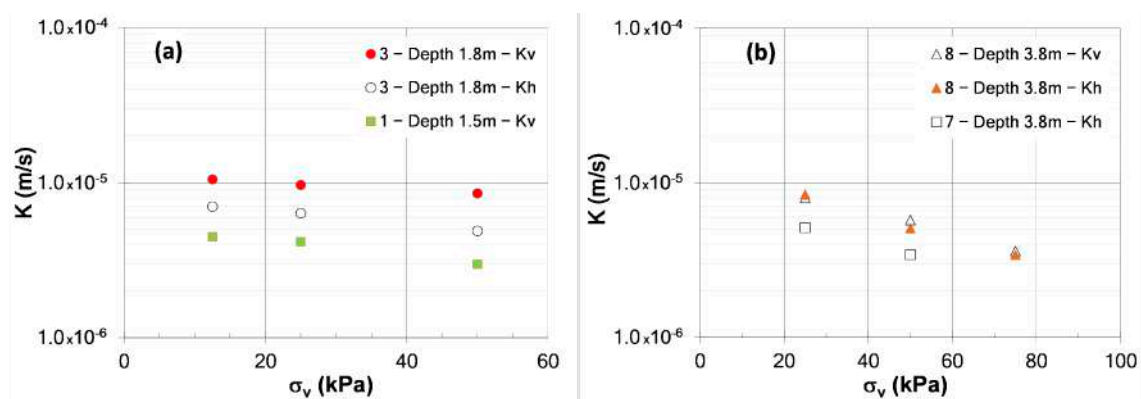 1.0x10⁻⁴
(a)
3 – Depth 1.8m – Kv
3 – Depth 1.8m – Kh
1 – Depth 1.5m – Kv
K (m/s)
1.0x10⁻⁵
1.0x10⁻⁶
0 20 40 60
σᵥ (kPa)
1.0x10⁻⁴
(b)
8 – Depth 3.8m – Kv
8 – Depth 3.8m – Kh
7 – Depth 3.8m – Kh
K (m/s)
1.0x10⁻⁵
1.0x10⁻⁶
0 20 40 60 80 100
σᵥ (kPa)